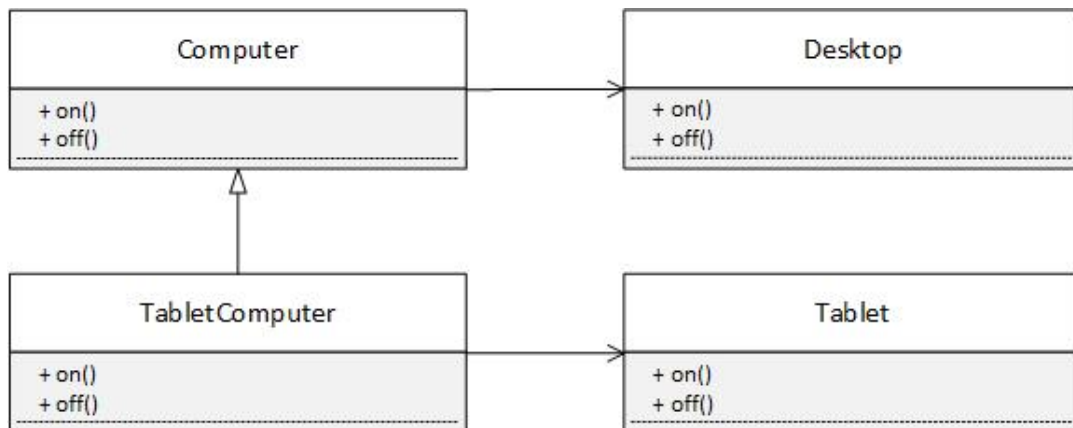 Computer
+ on()
+ off()
Desktop
+ on()
+ off()
TabletComputer
+ on()
+ off()
Tablet
+ on()
+ off()